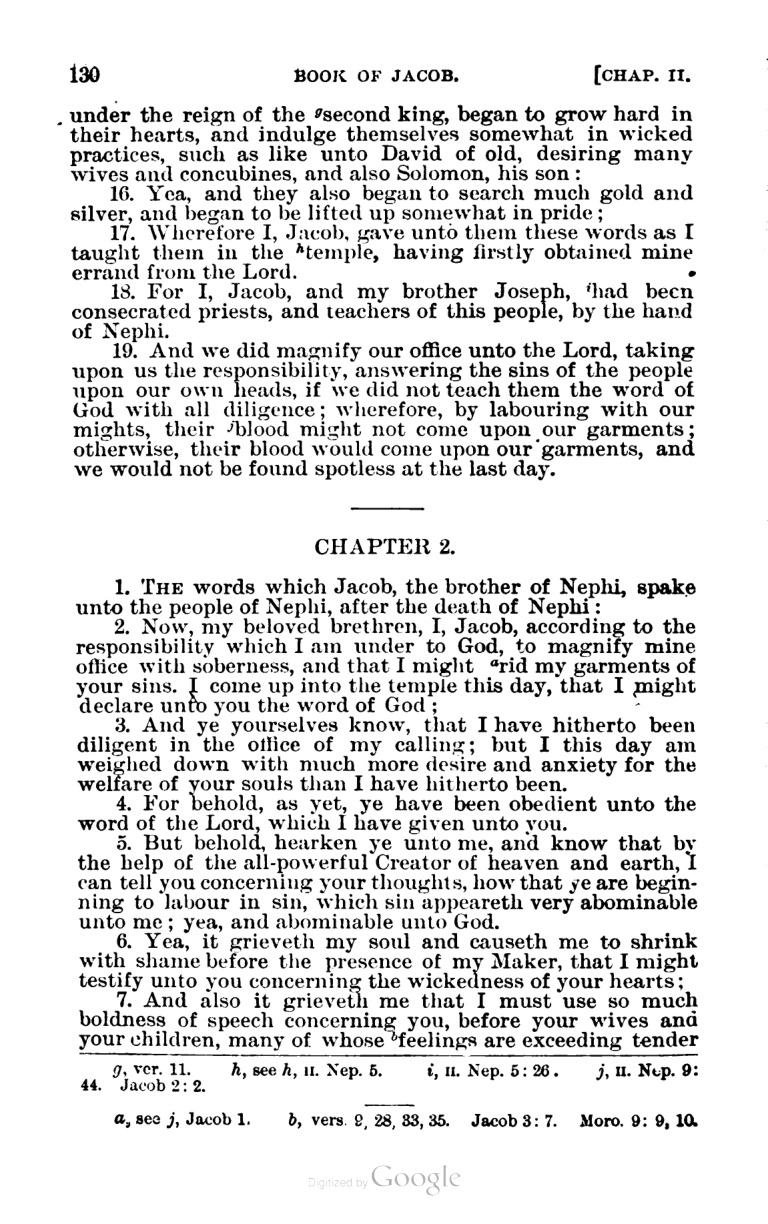 130 BOOK OF JACOB. [CHAP. II.
under the reign of the ᵍsecond king, began to grow hard in
their hearts, and indulge themselves somewhat in wicked
practices, such as like unto David of old, desiring many
wives and concubines, and also Solomon, his son :
16. Yea, and they also began to search much gold and
silver, and began to be lifted up somewhat in pride ;
17. Wherefore I, Jacob, gave unto them these words as I
taught them in the ʰtemple, having firstly obtained mine
errand from the Lord.
18. For I, Jacob, and my brother Joseph, ⁱhad been
consecrated priests, and teachers of this people, by the hand
of Nephi.
19. And we did magnify our office unto the Lord, taking
upon us the responsibility, answering the sins of the people
upon our own heads, if we did not teach them the word of
God with all diligence ; wherefore, by labouring with our
mights, their ʲblood might not come upon our garments ;
otherwise, their blood would come upon our garments, and
we would not be found spotless at the last day.
CHAPTER 2.
1. THE words which Jacob, the brother of Nephi, spake
unto the people of Nephi, after the death of Nephi :
2. Now, my beloved brethren, I, Jacob, according to the
responsibility which I am under to God, to magnify mine
office with soberness, and that I might ᵃrid my garments of
your sins. I come up into the temple this day, that I might
declare unto you the word of God ;
3. And ye yourselves know, that I have hitherto been
diligent in the office of my calling ; but I this day am
weighed down with much more desire and anxiety for the
welfare of your souls than I have hitherto been.
4. For behold, as yet, ye have been obedient unto the
word of the Lord, which I have given unto you.
5. But behold, hearken ye unto me, and know that by
the help of the all-powerful Creator of heaven and earth, I
can tell you concerning your thoughts, how that ye are begin-
ning to labour in sin, which sin appeareth very abominable
unto me ; yea, and abominable unto God.
6. Yea, it grieveth my soul and causeth me to shrink
with shame before the presence of my Maker, that I might
testify unto you concerning the wickedness of your hearts ;
7. And also it grieveth me that I must use so much
boldness of speech concerning you, before your wives and
your children, many of whose ᵇfeelings are exceeding tender
g, ver. 11. h, see h, II. Nep. 5. i, II. Nep. 5: 26. j, II. Nep. 9:
44. Jacob 2: 2.
a, see j, Jacob 1. b, vers. 9, 28, 33, 35. Jacob 3: 7. Moro. 9: 9, 10.
Digitized by Google